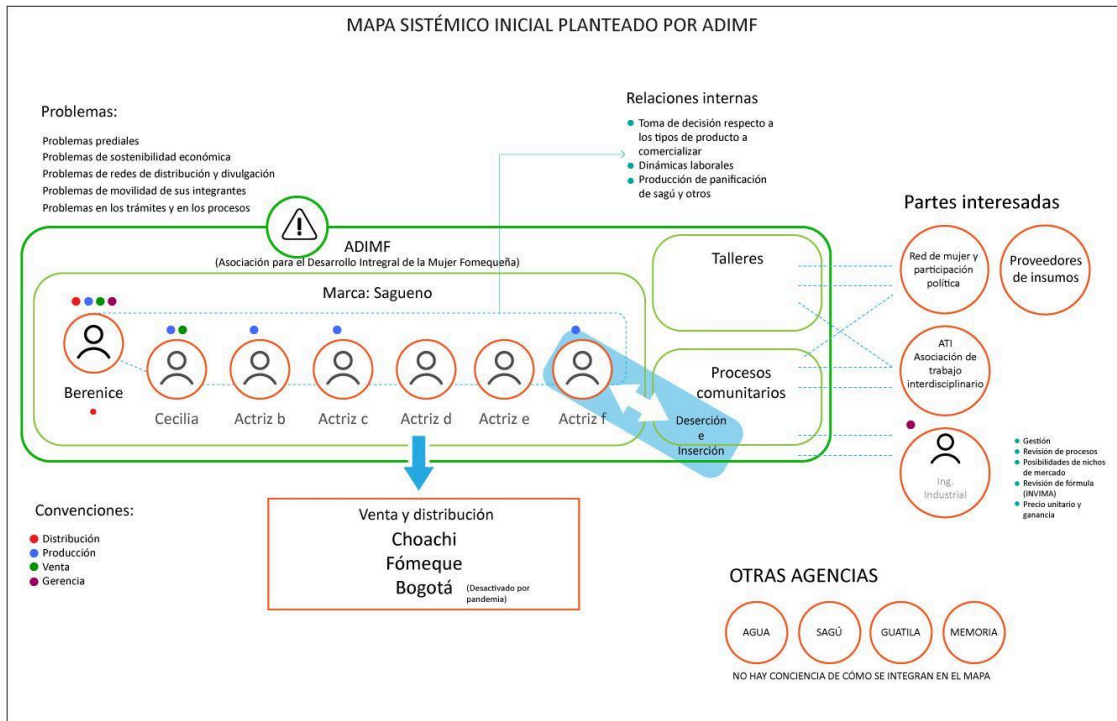 MAPA SISTÉMICO INICIAL PLANTEADO POR ADIMF
Problemas:
Problemas prediales
Problemas de sostenibilidad económica
Problemas de redes de distribución y divulgación
Problemas de movilidad de sus integrantes
Problemas en los trámites y en los procesos
Relaciones internas
Toma de decisión respecto a
los tipos de producto a
comercializar
Dinámicas laborales
Producción de panificación
de sagú y otros
ADIMF
(Asociación para el Desarrollo Intregral de la Mujer Fomequeña)
Marca: Sagueno
Berenice
Cecilia
Actriz b
Actriz c
Actriz d
Actriz e
Actriz f
Talleres
Procesos
comunitarios
Deserción
e
Inserción
Partes interesadas
Red de mujer y
participación
política
Proveedores
de insumos
ATI
Asociación de
trabajo
interdisciplinario
Ing.
Industrial
Gestión
Revisión de procesos
Posibilidades de nichos
de mercado
Revisión de fórmula
(INVIMA)
Precio unitario y
ganancia
Convenciones:
Distribución
Producción
Venta
Gerencia
Venta y distribución
Choachi
Fómeque
Bogotá
(Desactivado por
pandemia)
OTRAS AGENCIAS
AGUA
SAGÚ
GUATILA
MEMORIA
NO HAY CONCIENCIA DE CÓMO SE INTEGRAN EN EL MAPA